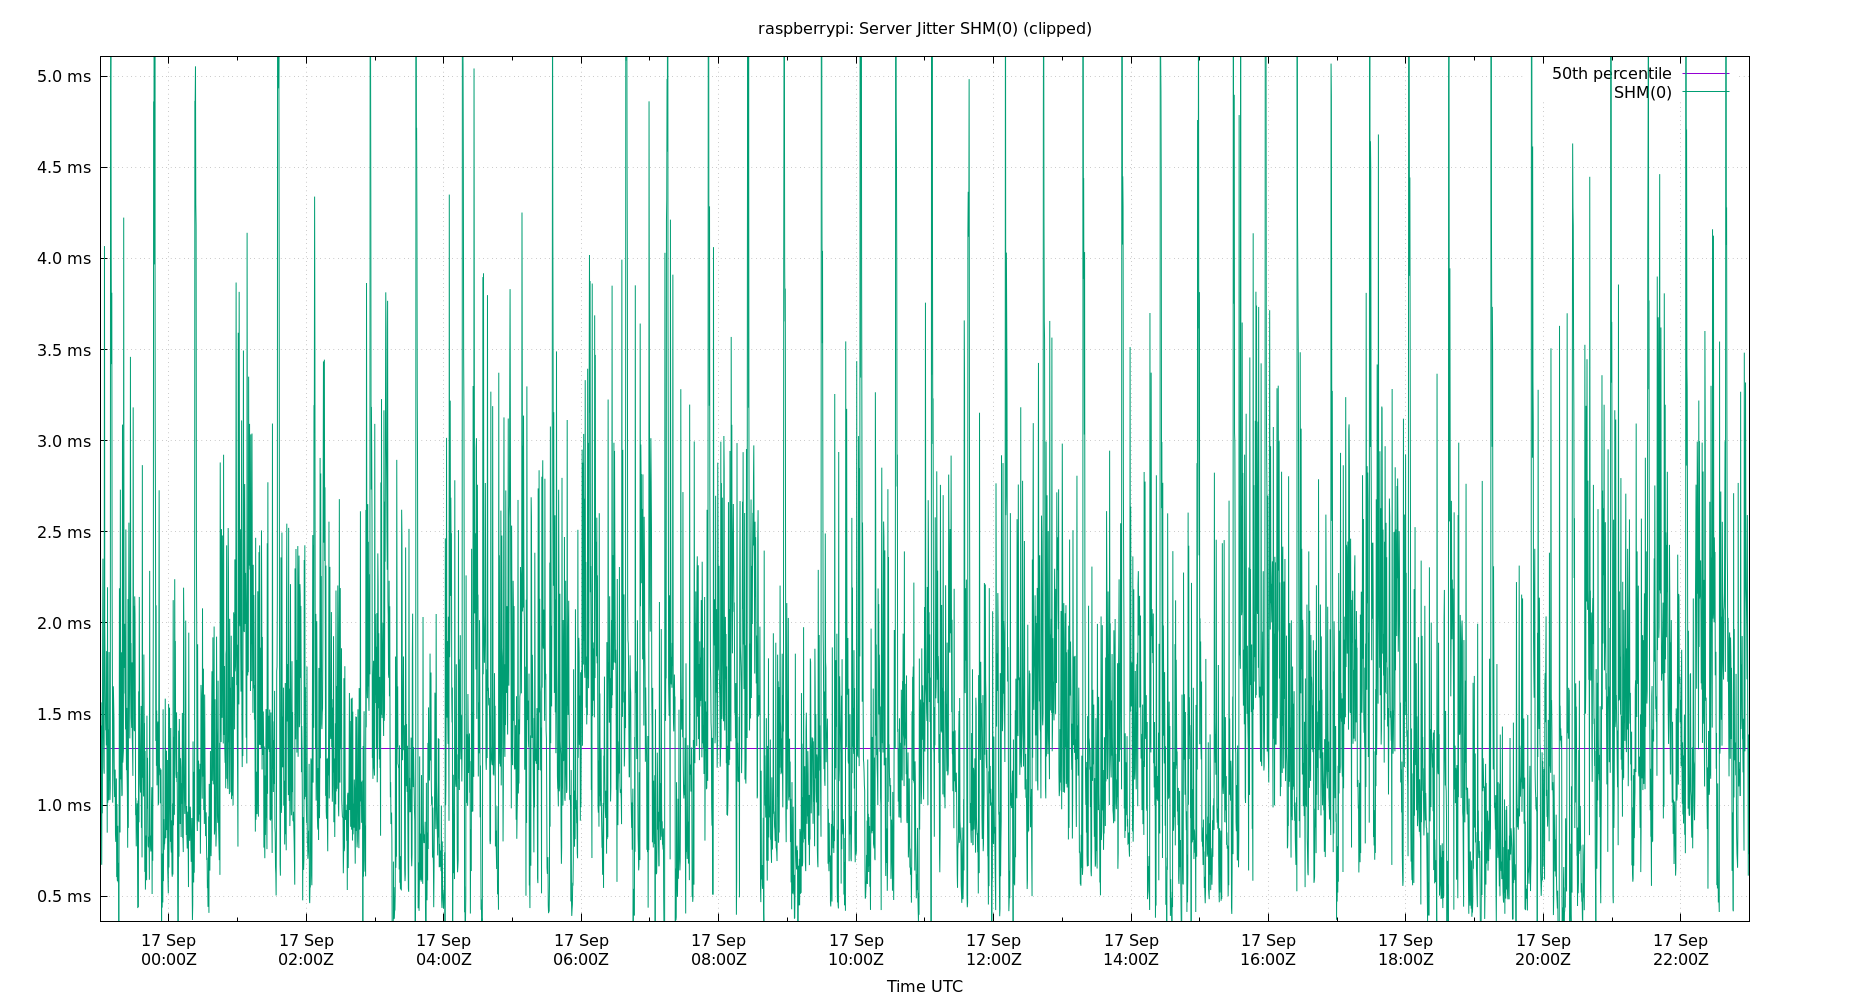 raspberrypi: Server Jitter SHM(0) (clipped)
50th percentile
SHM(0)
5.0 ms
4.5 ms
4.0 ms
3.5 ms
3.0 ms
2.5 ms
2.0 ms
1.5 ms
1.0 ms
0.5 ms
17 Sep 17 Sep 17 Sep 17 Sep 17 Sep 17 Sep 17 Sep 17 Sep 17 Sep 17 Sep 17 Sep 17 Sep
00:00Z 02:00Z 04:00Z 06:00Z 08:00Z 10:00Z 12:00Z 14:00Z 16:00Z 18:00Z 20:00Z 22:00Z
Time UTC